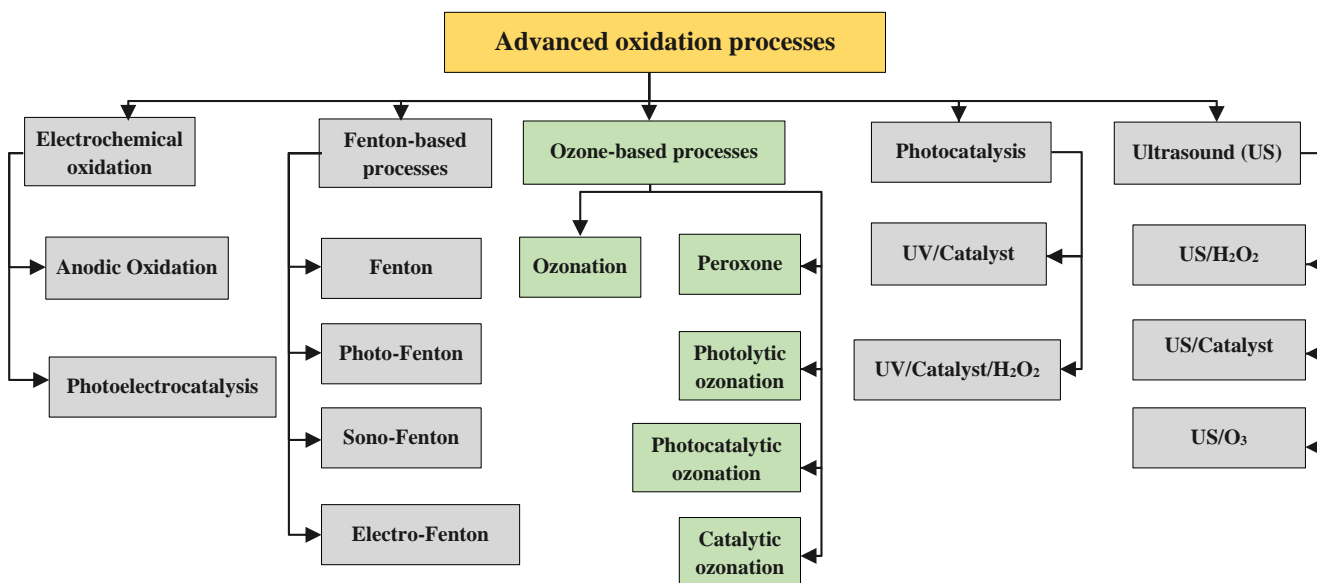 Advanced oxidation processes
Electrochemical
oxidation
Anodic Oxidation
Photoelectrocatalysis
Fenton-based
processes
Fenton
Photo-Fenton
Sono-Fenton
Electro-Fenton
Ozone-based processes
Ozonation
Peroxone
Photolytic
ozonation
Photocatalytic
ozonation
Catalytic
ozonation
Photocatalysis
UV/Catalyst
UV/Catalyst/H₂O₂
Ultrasound (US)
US/H₂O₂
US/Catalyst
US/O₃